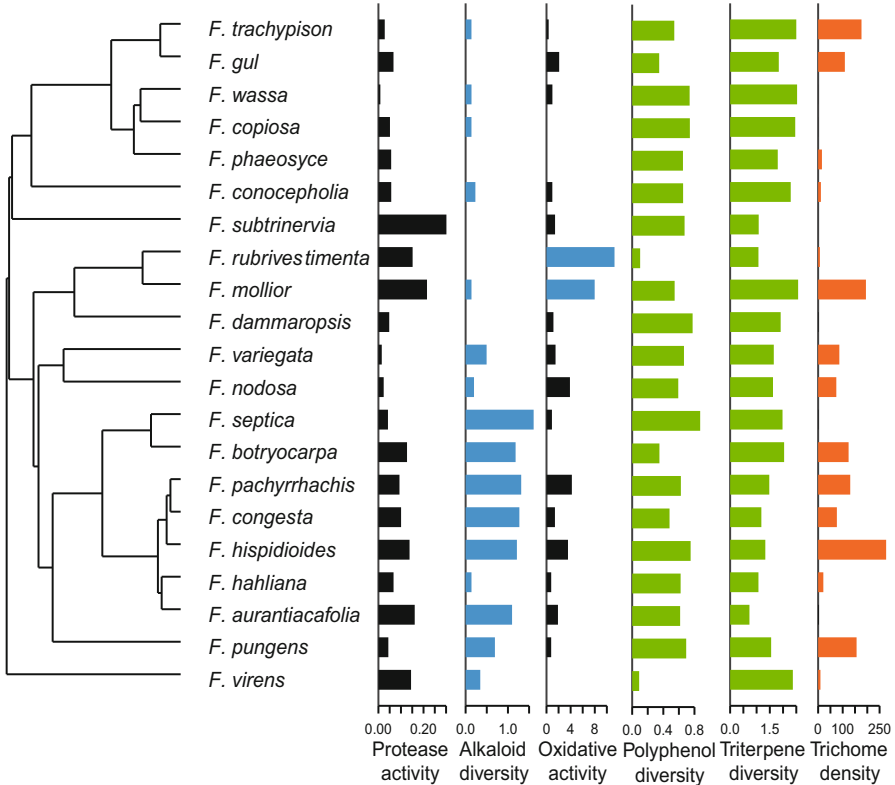 F. trachypison
F. gul
F. wassa
F. copiosa
F. phaeosyce
F. conocepholia
F. subtrinervia
F. rubrivestimenta
F. mollior
F. dammaropsis
F. variegata
F. nodosa
F. septica
F. botryocarpa
F. pachyrrhachis
F. congesta
F. hispidioides
F. hahliana
F. aurantiacafolia
F. pungens
F. virens
0.00 0.20 0.0 1.0 0 4 8 0.0 0.4 0.8 0.0 1.5 0 100 250
Protease Alkaloid Oxidative Polyphenol Triterpene Trichome
activity diversity activity diversity diversity density